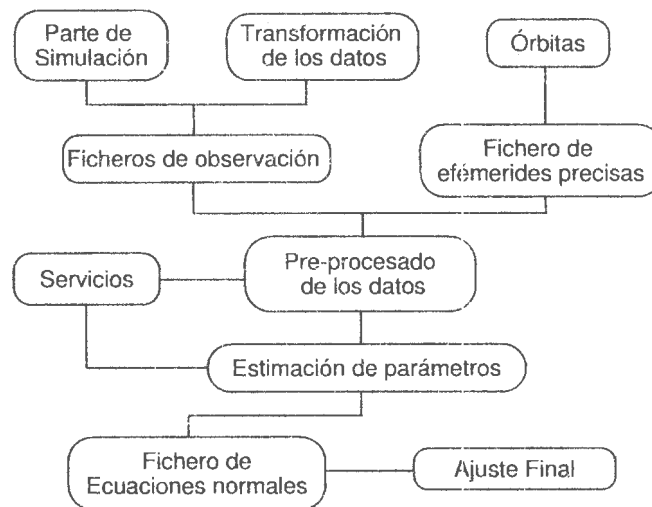 Parte de
Simulación
Transformación
de los datos
Órbitas
Ficheros de observación
Fichero de
efémerides precisas
Servicios
Pre-procesado
de los datos
Estimación de parámetros
Fichero de
Ecuaciones normales
Ajuste Final